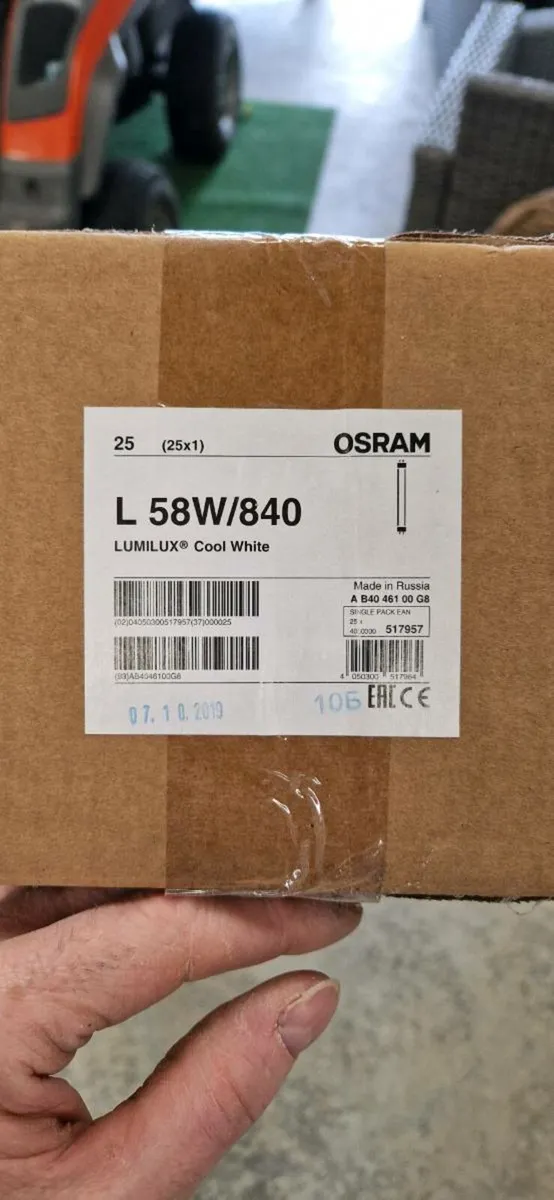 25 (25x1)
OSRAM
L 58W/840
LUMILUX® Cool White
Made in Russia
A B40 461 00 G8
SINGLE PACK EAN
25 x
4050300 517957
(02)04050300517957(37)000025
(93)AB4046100G8
4 050300 517964
07.10.2019
10Б EAC CE